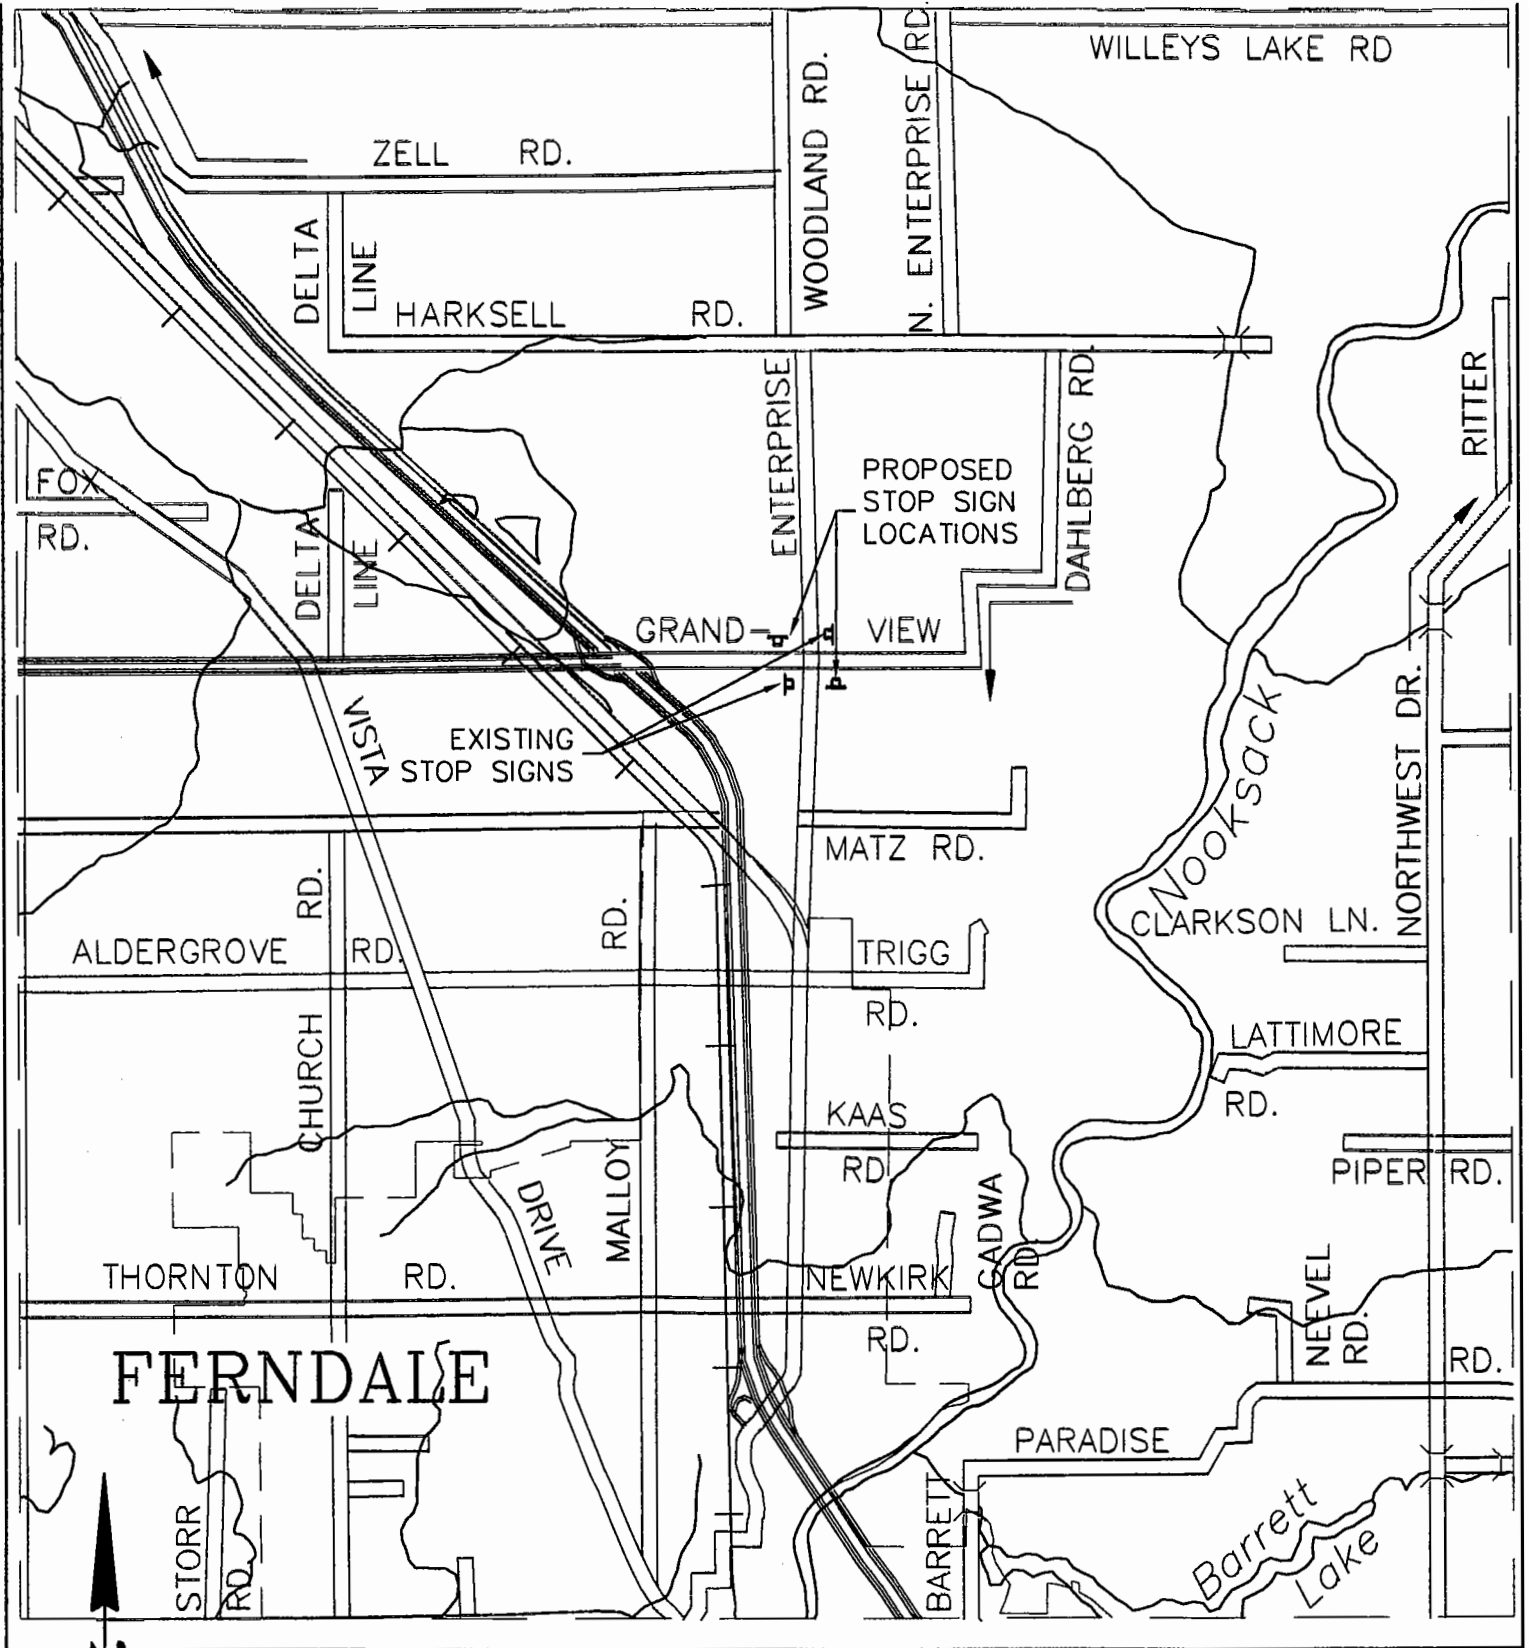 WILLEYS LAKE RD
ZELL RD.
WOODLAND RD.
N. ENTERPRISE RD
DELTA
LINE
HARKSELL RD.
RITTER
ENTERPRISE
DAHLBERG RD.
PROPOSED
STOP SIGN
LOCATIONS
FOX
RD.
DELTA
LINE
GRAND- VIEW
EXISTING
STOP SIGNS
VISTA
Nooksack
NORTHWEST DR.
MATZ RD.
CLARKSON LN.
RD.
RD.
ALDERGROVE RD.
TRIGG
RD.
CHURCH
LATTIMORE
RD.
KAAS
RD
PIPER RD.
MALLOY
DRIVE
GADWA
RD
THORNTON RD.
NEWKIRK
RD.
NEEVEL
RD.
RD.
FERNDALE
PARADISE
STORR
RD.
BARRETT
Barrett
Lake